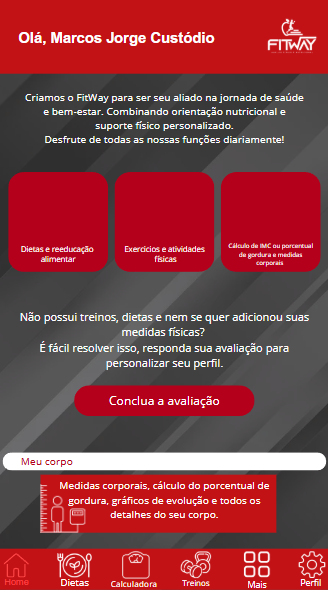 Olá, Marcos Jorge Custódio
FITWAY
Criamos o FitWay para ser seu aliado na jornada de saúde
e bem-estar. Combinando orientação nutricional e
suporte físico personalizado.
Desfrute de todas as nossas funções diariamente!
Dietas e reeducação
alimentar
Exercicios e atividades
físicas
Cálculo de IMC ou porcentual
de gordura e medidas
corporais
Não possui treinos, dietas e nem se quer adicionou suas
medidas físicas?
É fácil resolver isso, responda sua avaliação para
personalizar seu perfil.
Conclua a avaliação
Meu corpo
Medidas corporais, cálculo do porcentual de
gordura, gráficos de evolução e todos os
detalhes do seu corpo.
Home
Dietas
Calculadora
Treinos
Mais
Perfil